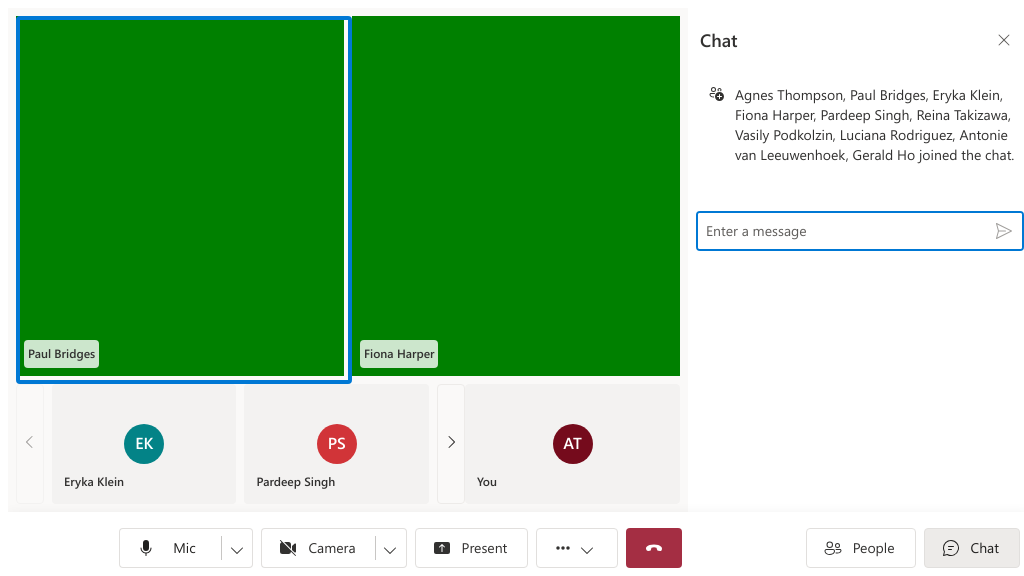 Chat
Agnes Thompson, Paul Bridges, Eryka Klein,
Fiona Harper, Pardeep Singh, Reina Takizawa,
Vasily Podkolzin, Luciana Rodriguez, Antonie
van Leeuwenhoek, Gerald Ho joined the chat.
Enter a message
Paul Bridges
Fiona Harper
EK
Eryka Klein
PS
Pardeep Singh
AT
You
Mic
Camera
Present
People
Chat